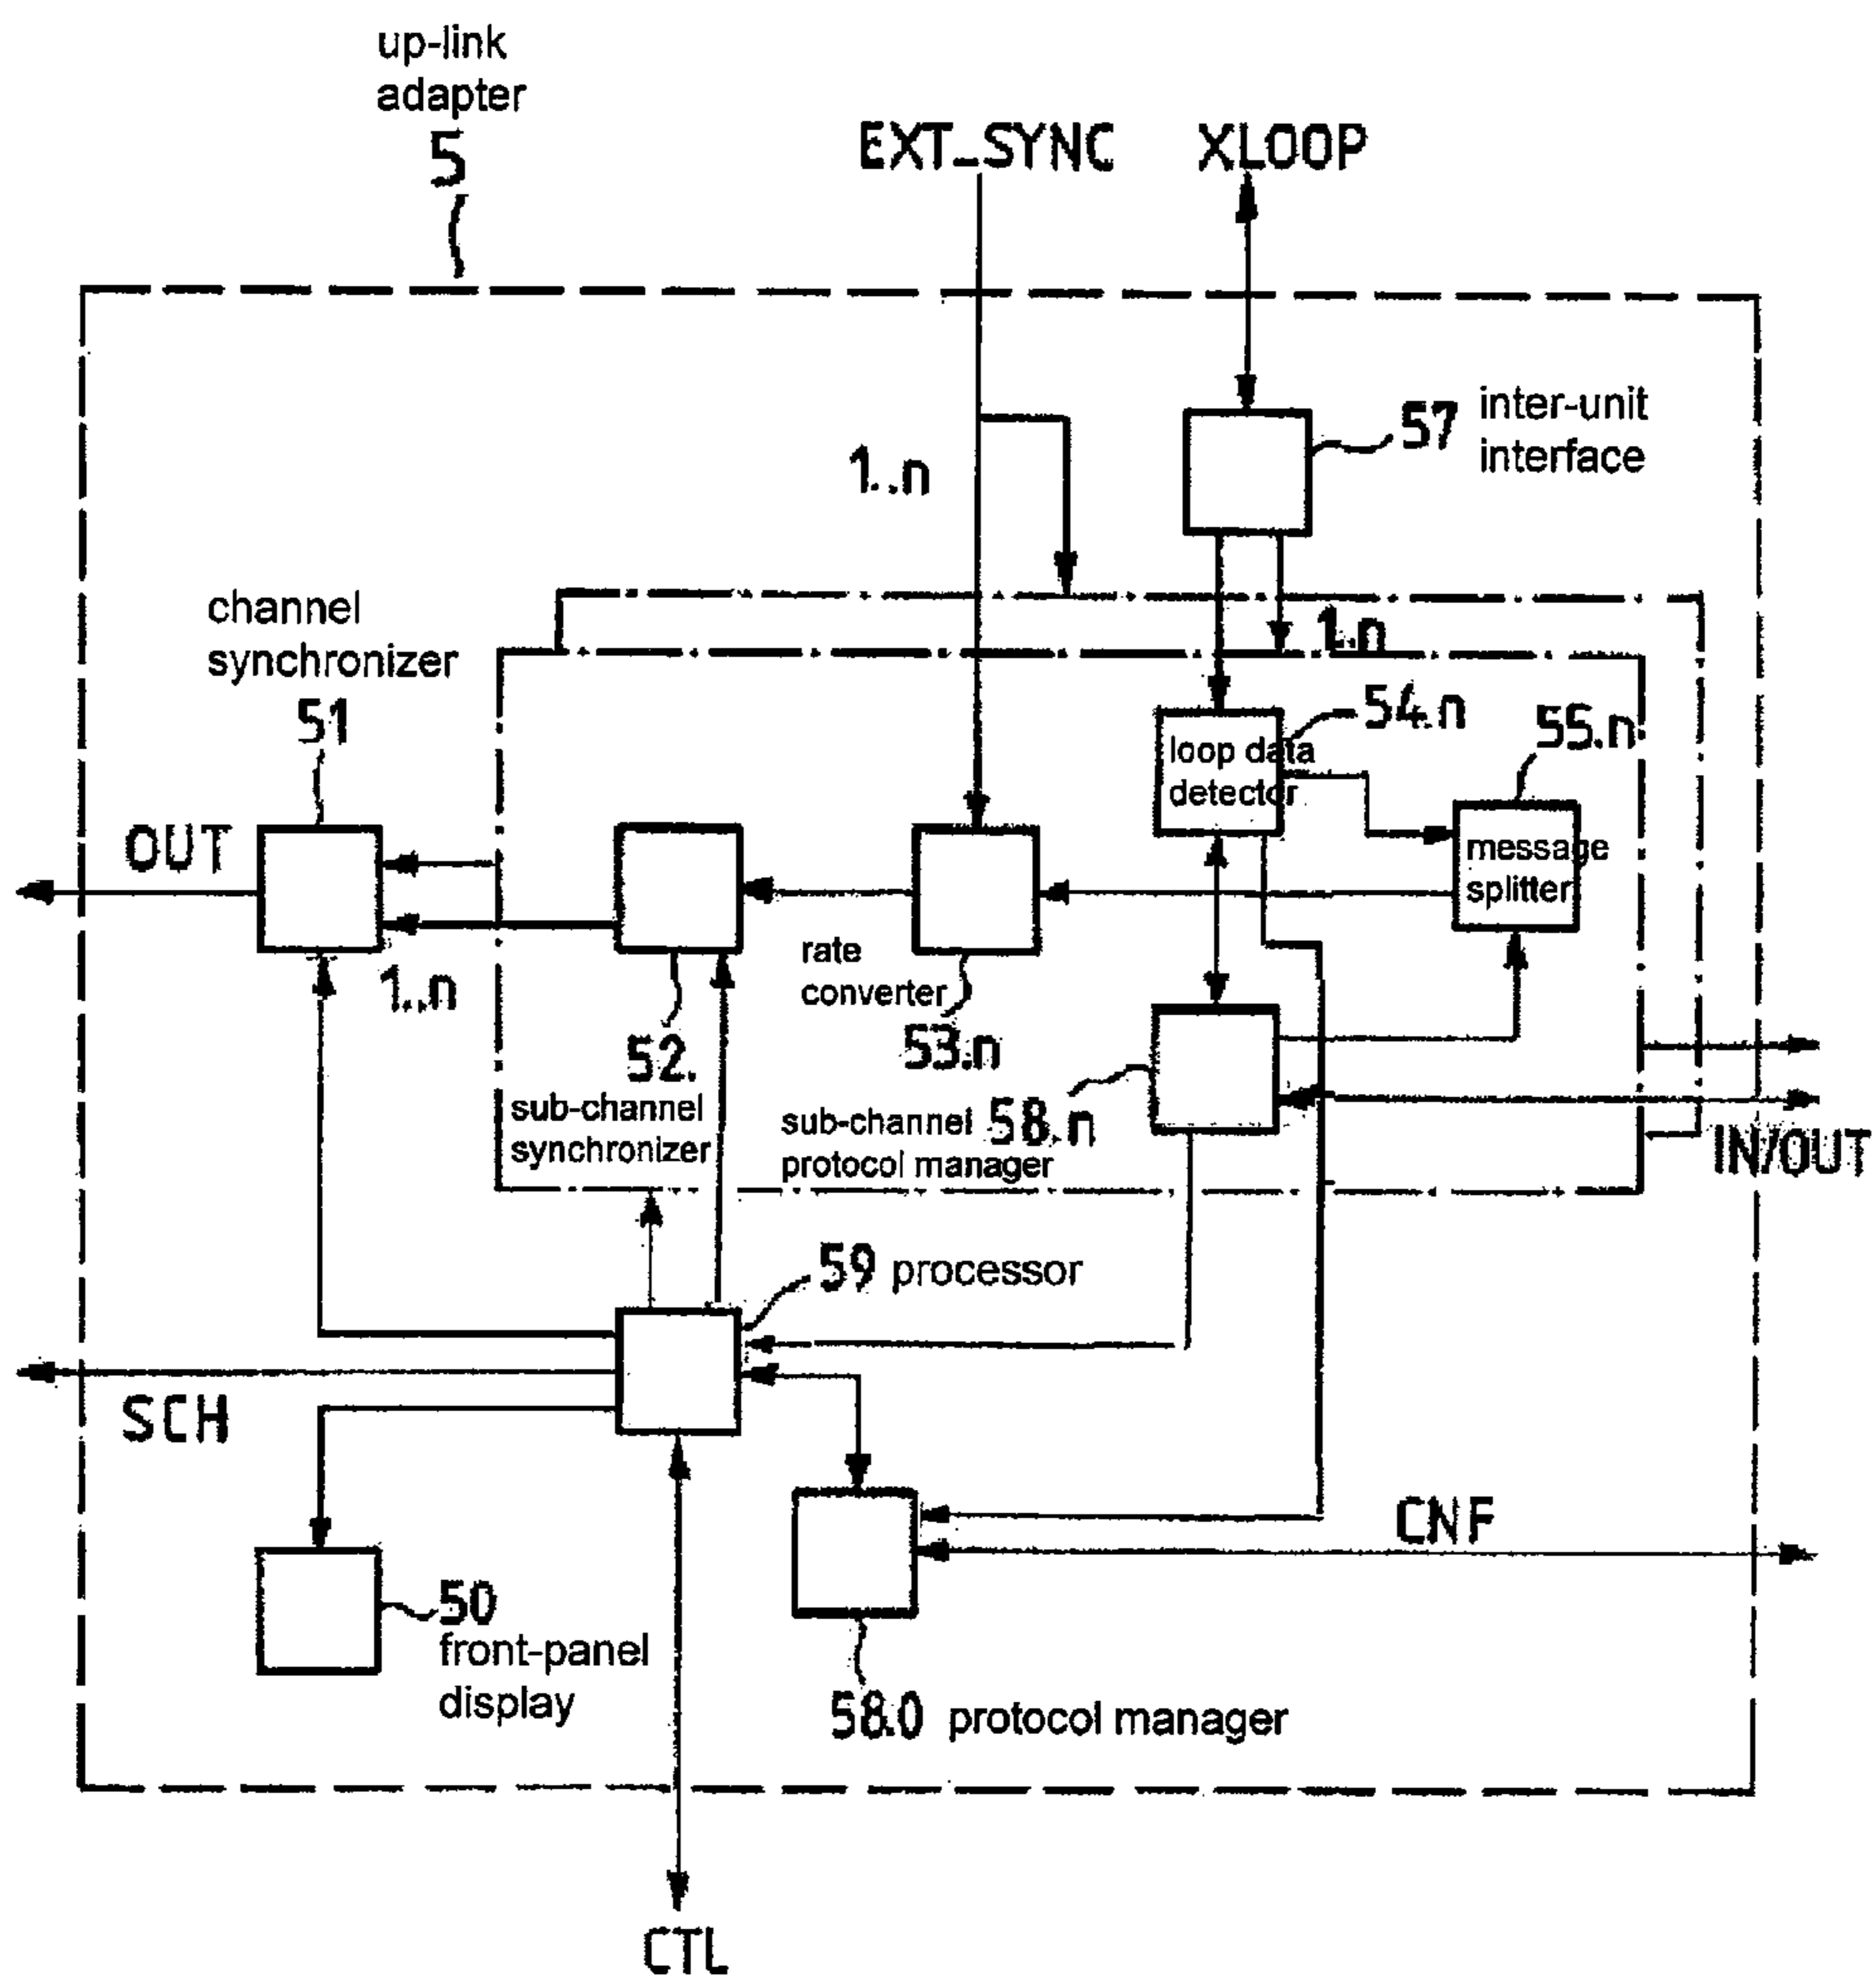 up-link
adapter
5
EXT_SYNC
XLOOP
57
inter-unit
interface
1..n
channel
synchronizer
51
1..n
54.n
55.n
loop data
detector
OUT
message
splitter
1..n
rate
converter
53.n
52.
sub-channel
synchronizer
sub-channel
protocol manager
58.n
IN/OUT
59 processor
SCH
CNF
50
front-panel
display
58.0 protocol manager
CTL